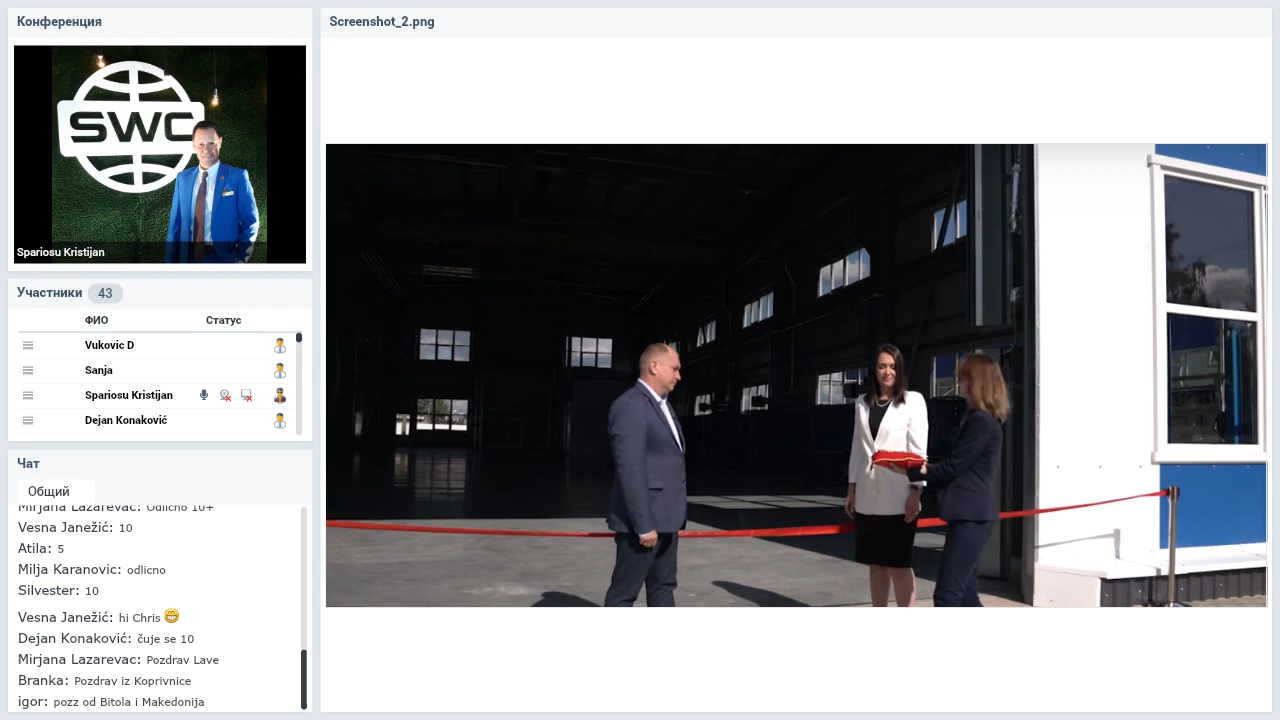 Конференция
SWC
Spariosu Kristijan
Участники 43
ФИО Статус
Vukovic D
Sanja
Spariosu Kristijan
Dejan Konaković
Чат
Общий
Mirjana Lazarevac: Odlicno 10+
Vesna Janežić: 10
Atila: 5
Milja Karanovic: odlicno
Silvester: 10
Vesna Janežić: hi Chris 😁
Dejan Konaković: čuje se 10
Mirjana Lazarevac: Pozdrav Lave
Branka: Pozdrav iz Koprivnice
igor: pozz od Bitola i Makedonija
Screenshot_2.png